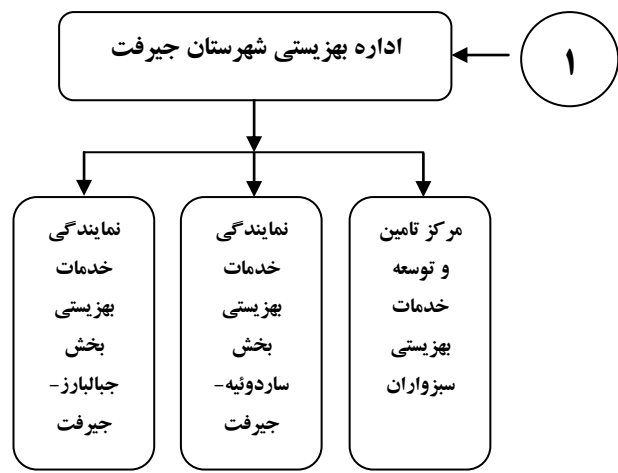 اداره بهزیستی شهرستان جیرفت
۱
مرکز تامین
و توسعه
خدمات
بهزیستی
سبزواران
نمایندگی
خدمات
بهزیستی
بخش
ساردوئیه-
جیرفت
نمایندگی
خدمات
بهزیستی
بخش
جبالبارز-
جیرفت